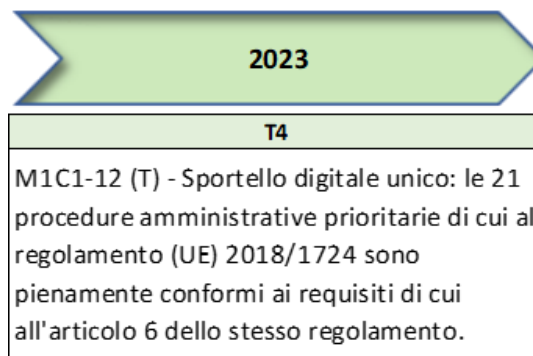 2023
T4
M1C1-12 (T) - Sportello digitale unico: le 21
procedure amministrative prioritarie di cui al
regolamento (UE) 2018/1724 sono
pienamente conformi ai requisiti di cui
all'articolo 6 dello stesso regolamento.